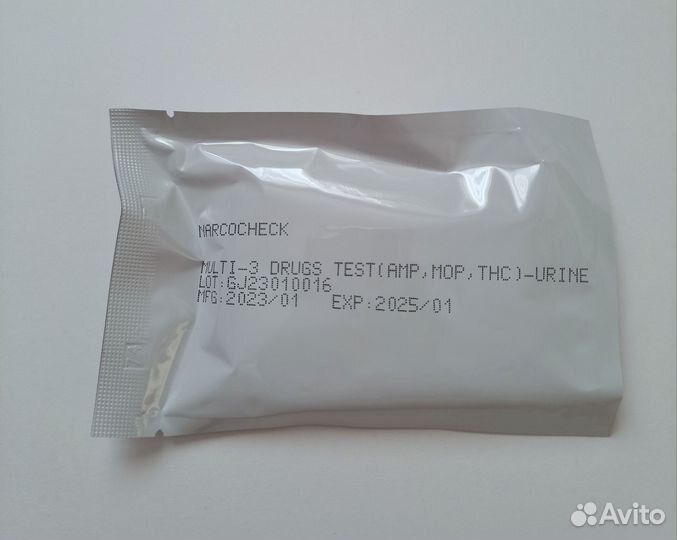 NARCOCHECK
MULTI-3 DRUGS TEST(AMP,MOP,THC)-URINE
LOT:GJ23010016
MFG:2023/01 EXP:2025/01
Avito